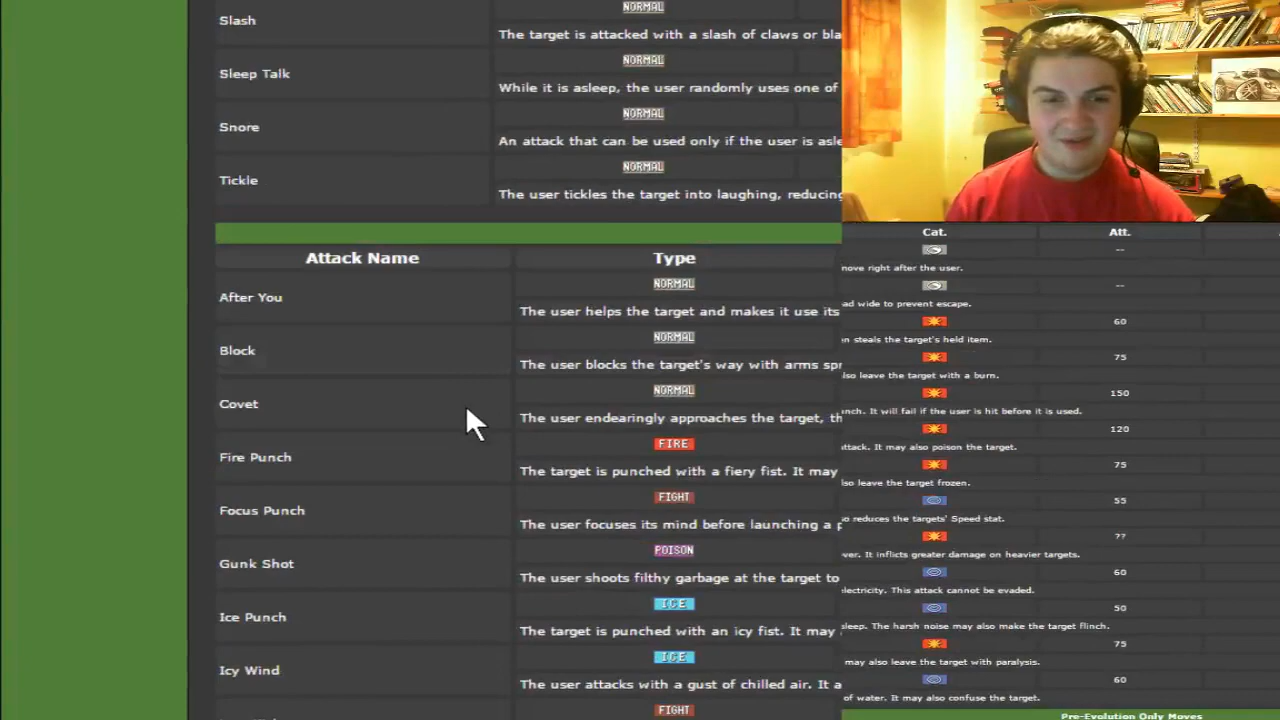 Slash
NORMAL
The target is attacked with a slash of claws or bla
Sleep Talk
NORMAL
While it is asleep, the user randomly uses one of
Snore
NORMAL
An attack that can be used only if the user is asle
Tickle
NORMAL
The user tickles the target into laughing, reducing
Attack Name
Type
After You
NORMAL
The user helps the target and makes it use its
Block
NORMAL
The user blocks the target's way with arms spr
Covet
NORMAL
The user endearingly approaches the target, th
Fire Punch
FIRE
The target is punched with a fiery fist. It may
Focus Punch
FIGHT
The user focuses its mind before launching a p
Gunk Shot
POISON
The user shoots filthy garbage at the target to
Ice Punch
ICE
The target is punched with an icy fist. It may
Icy Wind
ICE
The user attacks with a gust of chilled air. It a
FIGHT
Cat.
Att.
--
move right after the user.
--
ad wide to prevent escape.
60
n steals the target's held item.
75
lso leave the target with a burn.
150
unch. It will fail if the user is hit before it is used.
120
attack. It may also poison the target.
75
lso leave the target frozen.
55
o reduces the targets' Speed stat.
??
ver. It inflicts greater damage on heavier targets.
60
lectricity. This attack cannot be evaded.
50
sleep. The harsh noise may also make the target flinch.
75
may also leave the target with paralysis.
60
of water. It may also confuse the target.
Pre-Evolution Only Moves